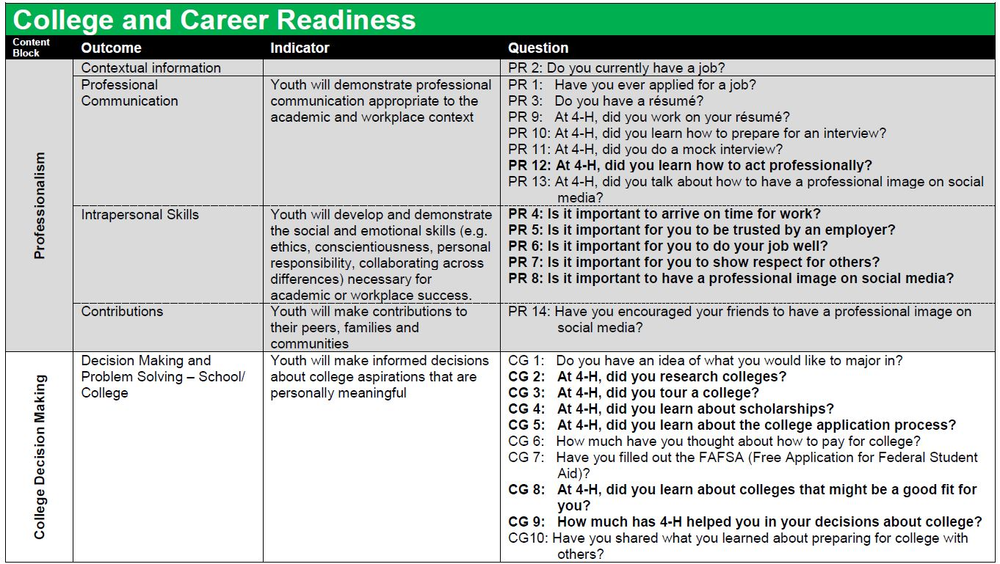 College and Career Readiness
Content
Block
Outcome
Indicator
Question
Professionalism
Contextual information
PR 2: Do you currently have a job?
Professional
Communication
Youth will demonstrate professional
communication appropriate to the
academic and workplace context
PR 1: Have you ever applied for a job?
PR 3: Do you have a résumé?
PR 9: At 4-H, did you work on your résumé?
PR 10: At 4-H, did you learn how to prepare for an interview?
PR 11: At 4-H, did you do a mock interview?
PR 12: At 4-H, did you learn how to act professionally?
PR 13: At 4-H, did you talk about how to have a professional image on social
media?
Intrapersonal Skills
Youth will develop and demonstrate
the social and emotional skills (e.g.
ethics, conscientiousness, personal
responsibility, collaborating across
differences) necessary for
academic or workplace success.
PR 4: Is it important to arrive on time for work?
PR 5: Is it important for you to be trusted by an employer?
PR 6: Is it important for you to do your job well?
PR 7: Is it important for you to show respect for others?
PR 8: Is it important to have a professional image on social media?
Contributions
Youth will make contributions to
their peers, families and
communities
PR 14: Have you encouraged your friends to have a professional image on
social media?
College Decision Making
Decision Making and
Problem Solving – School/
College
Youth will make informed decisions
about college aspirations that are
personally meaningful
CG 1: Do you have an idea of what you would like to major in?
CG 2: At 4-H, did you research colleges?
CG 3: At 4-H, did you tour a college?
CG 4: At 4-H, did you learn about scholarships?
CG 5: At 4-H, did you learn about the college application process?
CG 6: How much have you thought about how to pay for college?
CG 7: Have you filled out the FAFSA (Free Application for Federal Student
Aid)?
CG 8: At 4-H, did you learn about colleges that might be a good fit for
you?
CG 9: How much has 4-H helped you in your decisions about college?
CG10: Have you shared what you learned about preparing for college with
others?